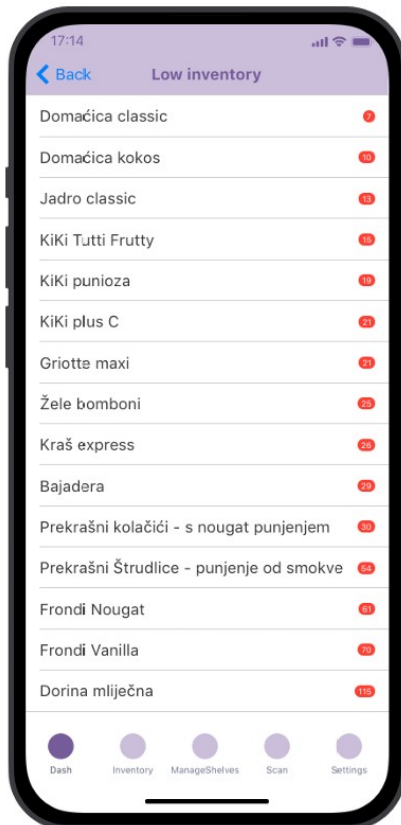 17:14
Back Low inventory
Domaćica classic 7
Domaćica kokos 10
Jadro classic 13
KiKi Tutti Frutty 15
KiKi punioza 19
KiKi plus C 21
Griotte maxi 21
Žele bomboni 25
Kraš express 26
Bajadera 29
Prekrašni kolačići - s nougat punjenjem 30
Prekrašni Štrudlice - punjenje od smokve 54
Frondi Nougat 61
Frondi Vanilla 70
Dorina mliječna 115
Dash Inventory ManageShelves Scan Settings